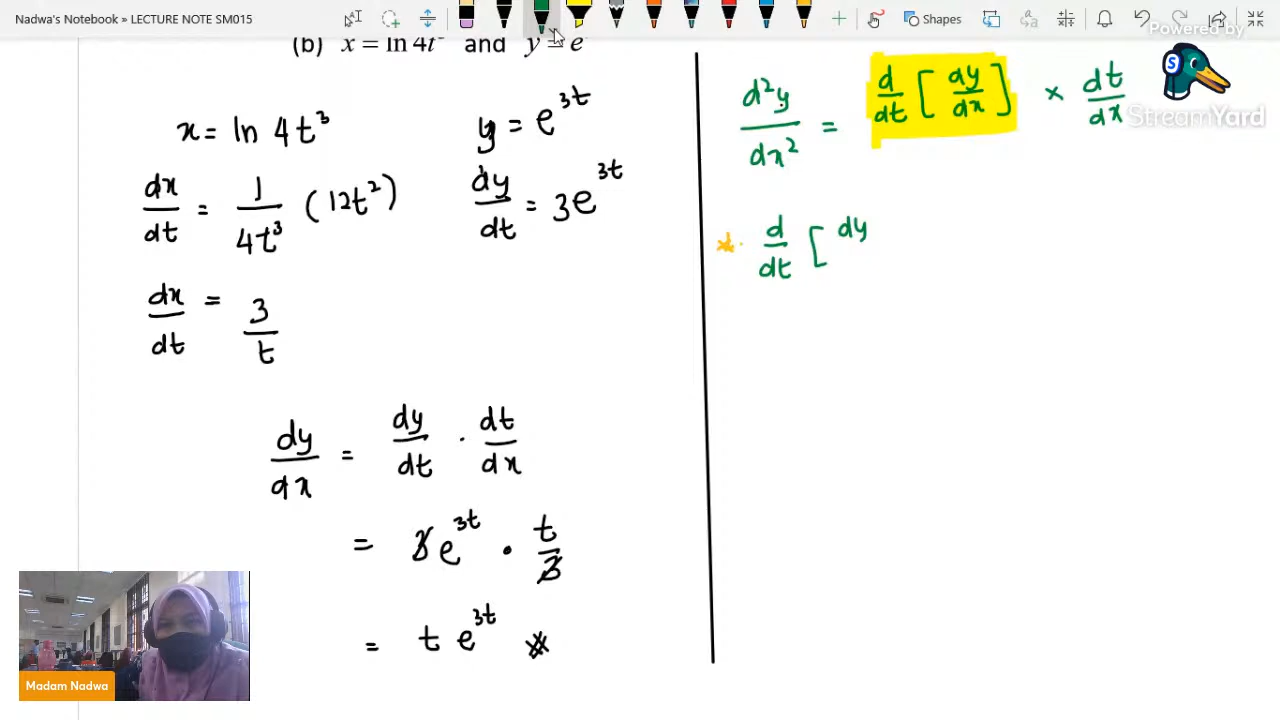 Nadwa's Notebook » LECTURE NOTE SM015
Shapes
Powered by
StreamYard
(b) x = ln 4t and y = e
x = ln 4t³
y = e^{3t}
dx/dt = 1/4t³ (12t²)
dy/dt = 3e^{3t}
dx/dt = 3/t
dy/dx = dy/dt · dt/dx
= 3e^{3t} · t/3
= t e^{3t} *
d²y/dx² = d/dt [ dy/dx ] × dt/dx
* · d/dt [ dy
Madam Nadwa